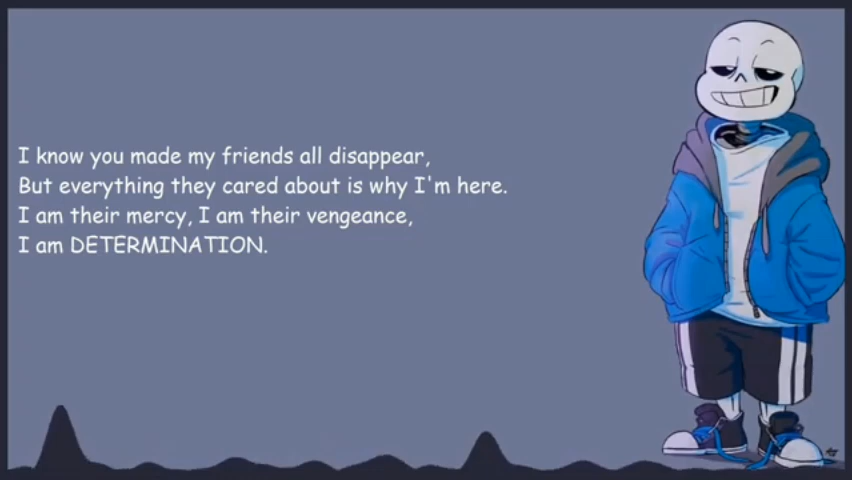 I know you made my friends all disappear,
But everything they cared about is why I'm here.
I am their mercy, I am their vengeance,
I am DETERMINATION.